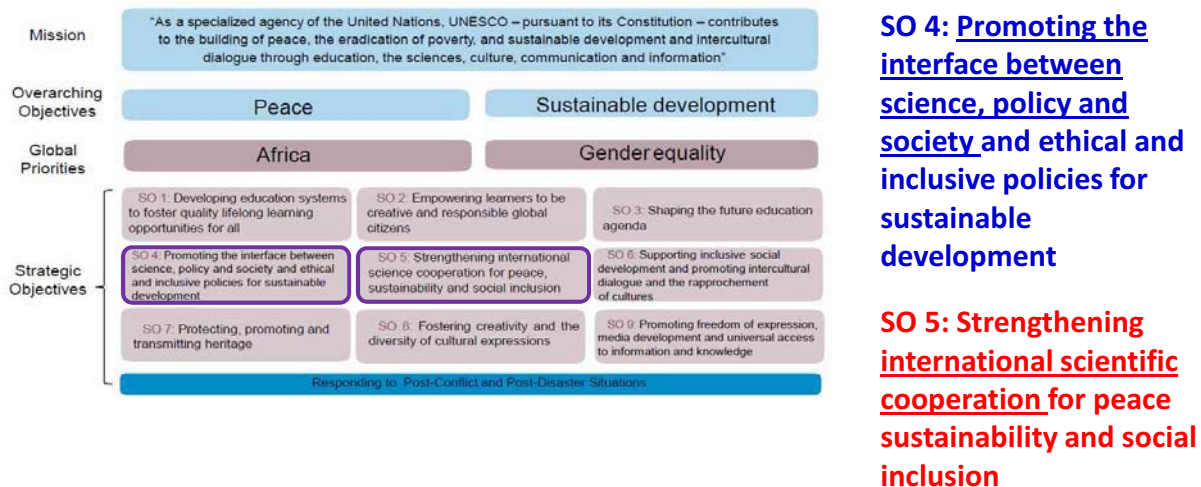 Mission
"As a specialized agency of the United Nations, UNESCO – pursuant to its Constitution – contributes
to the building of peace, the eradication of poverty, and sustainable development and intercultural
dialogue through education, the sciences, culture, communication and information"
Overarching
Objectives
Peace
Sustainable development
Global
Priorities
Africa
Gender equality
Strategic
Objectives
SO 1: Developing education systems
to foster quality lifelong learning
opportunities for all
SO 2: Empowering learners to be
creative and responsible global
citizens
SO 3: Shaping the future education
agenda
SO 4: Promoting the interface between
science, policy and society and ethical
and inclusive policies for sustainable
development
SO 5: Strengthening international
science cooperation for peace,
sustainability and social inclusion
SO 6: Supporting inclusive social
development and promoting intercultural
dialogue and the rapprochement
of cultures
SO 7: Protecting, promoting and
transmitting heritage
SO 8: Fostering creativity and the
diversity of cultural expressions
SO 9: Promoting freedom of expression,
media development and universal access
to information and knowledge
Responding to Post-Conflict and Post-Disaster Situations
SO 4: Promoting the
interface between
science, policy and
society and ethical and
inclusive policies for
sustainable
development
SO 5: Strengthening
international scientific
cooperation for peace
sustainability and social
inclusion